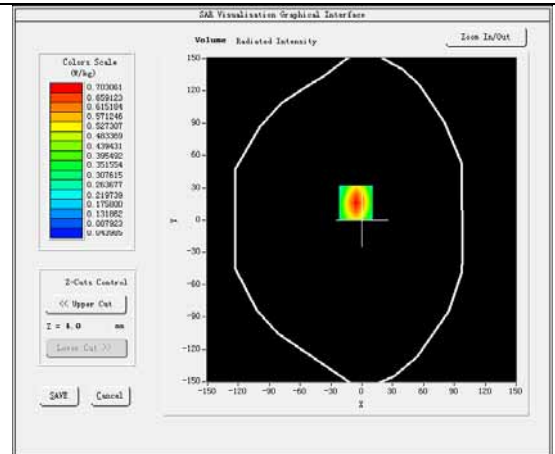 SAR Visualisation Graphical Interface
Volume Radiated Intensity
Zoom In/Out
Colors Scale
(W/kg)
0.703061
0.659123
0.615184
0.571246
0.527307
0.483369
0.439431
0.395492
0.351554
0.307615
0.263677
0.219739
0.175800
0.131862
0.087923
0.043985
150
120
90
60
30
0
-30
-60
-90
-120
-150
Y
-150 -120 -90 -60 -30 0 30 60 90 120 150
X
Z-Cuts Control
<< Upper Cut
Z = 4.0 mm
Lower Cut >>
SAVE Cancel